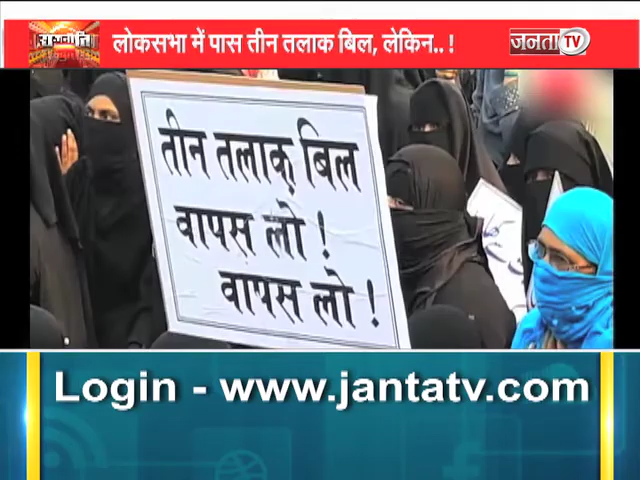 लोकसभा में पास तीन तलाक बिल, लेकिन.. !
जनता TV
तीन तलाक़ बिल
वापस लो !
वापस लो !
Login - www.jantatv.com